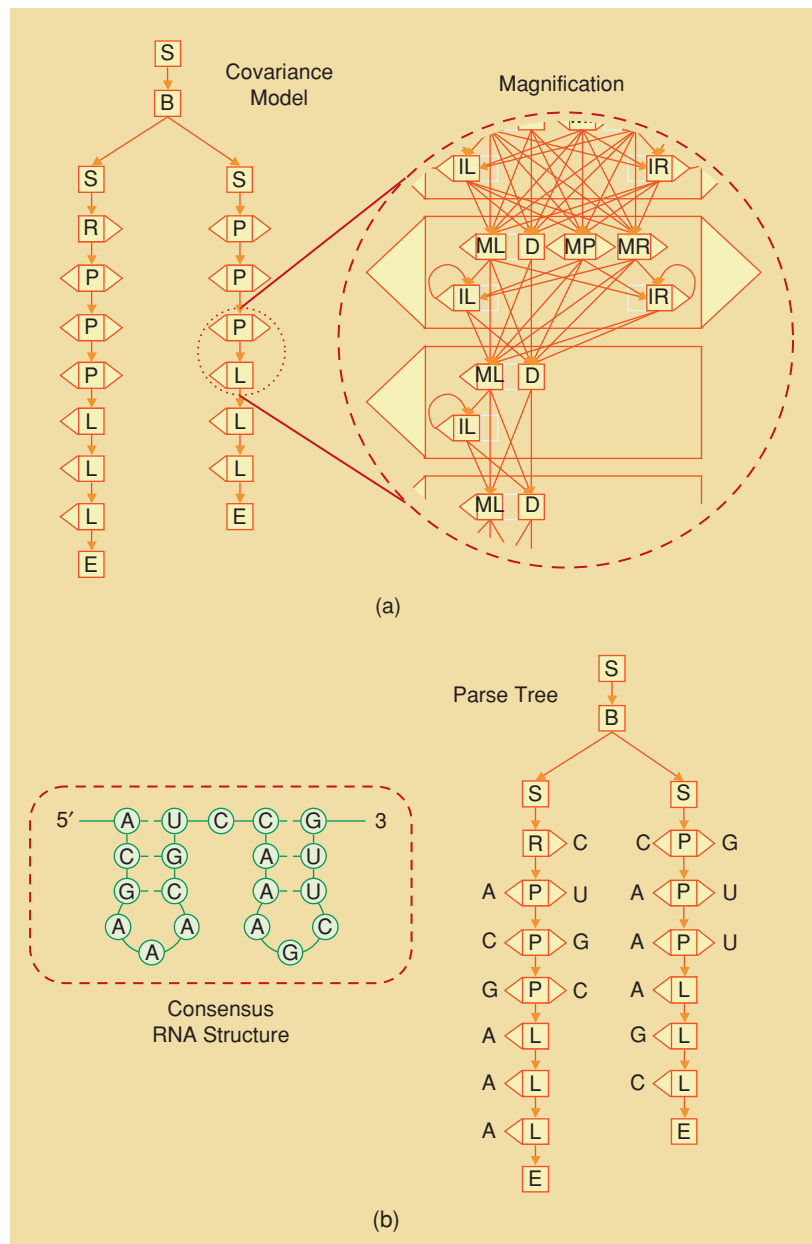 S
Covariance
Model
Magnification
B
S S
R P
P P
P P
P L
L L
L L
L E
E
IL IR
ML D MP MR
IL IR
ML D
IL
ML D
(a)
S
Parse Tree
B
S S
5′ A U C C G 3
C G A U
G C A U
A A A A G C
Consensus
RNA Structure
R C C P G
A P U A P U
C P G A P U
G P C A L
A L G L
A L C L
A L E
E
(b)